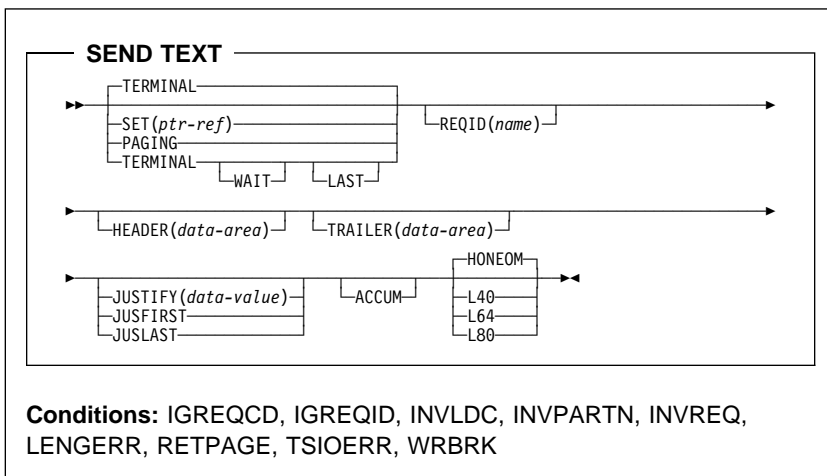 SEND TEXT
TERMINAL
SET(ptr-ref) REQID(name)
PAGING
TERMINAL
WAIT LAST
HEADER(data-area) TRAILER(data-area)
HONEOM
JUSTIFY(data-value) ACCUM L40
JUSFIRST L64
JUSLAST L80
Conditions: IGREQCD, IGREQID, INVLDC, INVPARTN, INVREQ,
LENGERR, RETPAGE, TSIOERR, WRBRK